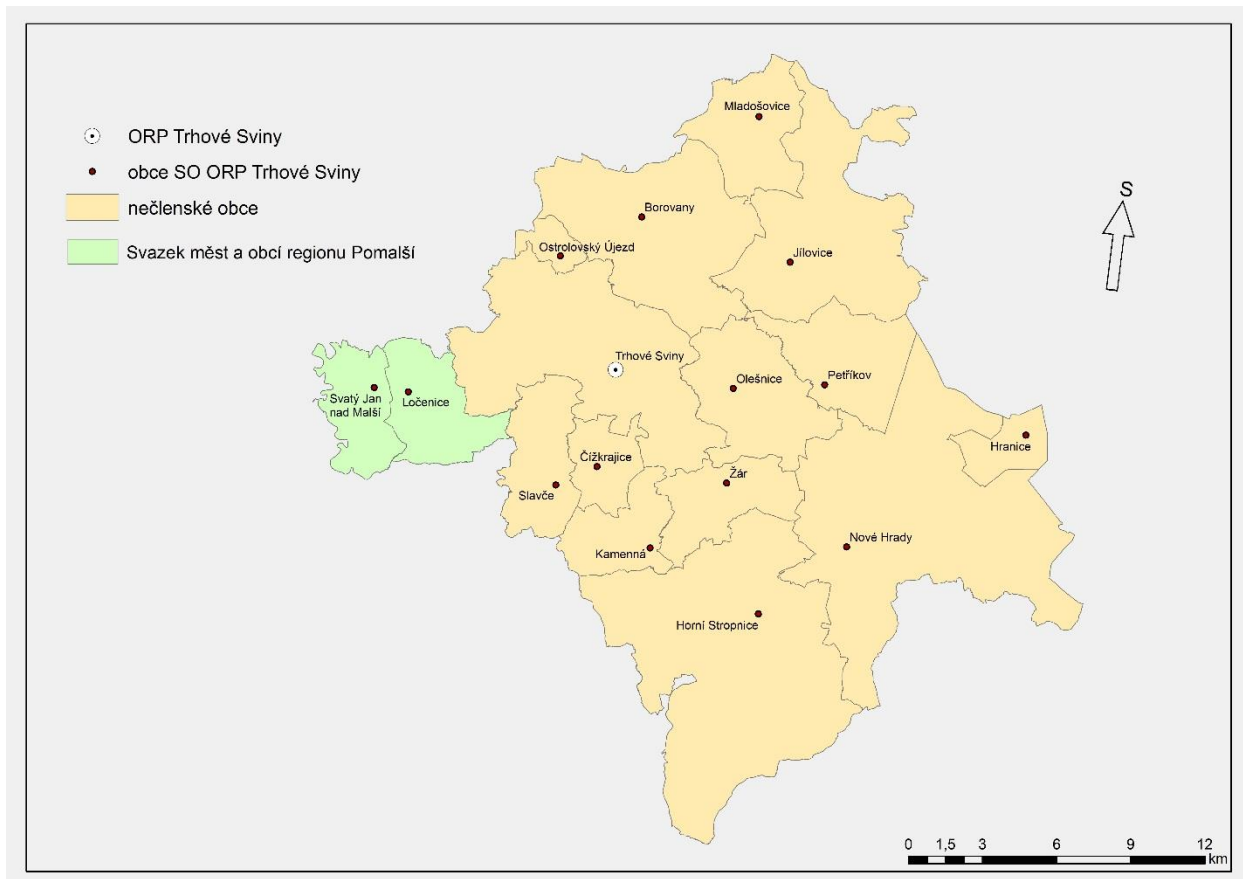 ORP Trhové Sviny
obce SO ORP Trhové Sviny
nečlenské obce
Svazek měst a obcí regionu Pomalší
S
Mladošovice
Borovany
Ostrolovský Újezd
Jílovice
Trhové Sviny
Olešnice
Petříkov
Svatý Jan
nad Malší
Ločenice
Hranice
Čížkrajice
Žár
Slavče
Nové Hrady
Kamenná
Horní Stropnice
0 1,5 3 6 9 12
km